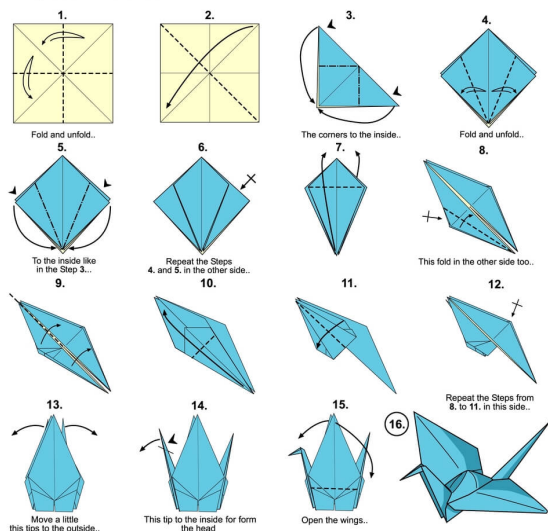 1.
2.
3.
4.
Fold and unfold..
The corners to the inside..
Fold and unfold..
5.
6.
7.
8.
To the inside like
in the Step 3...
Repeat the Steps
4. and 5. in the other side..
This fold in the other side too..
9.
10.
11.
12.
Repeat the Steps from
8. to 11. in this side..
13.
14.
15.
16.
Move a little
this tips to the outside..
This tip to the inside for form
the head
Open the wings..